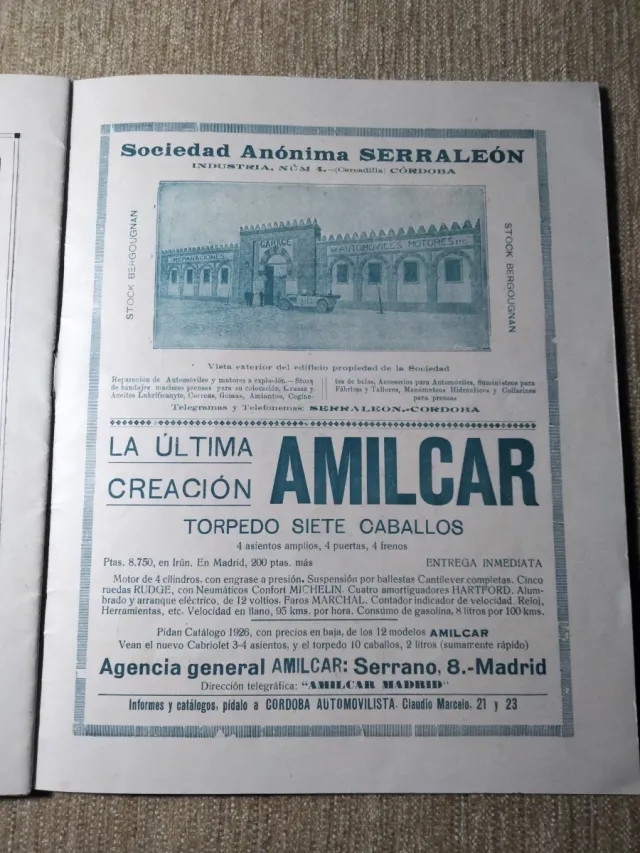 Sociedad Anónima SERRALEÓN
INDUSTRIA, NÚM 4.-(Cercadilla) CÓRDOBA
STOCK BERGOUGNAN
REPARACIONES
GARAGE
AUTOMÓVILES MOTORES ETC
STOCK BERGOUGNAN
Vista exterior del edificio propiedad de la Sociedad
Reparación de Automóviles y motores a explosión.—Stock
de bandajes macizos prensas para su colocación, Grasas y
Aceites Lubrificante, Correas, Gomas, Amiantos, Cogine-
tes de bolas, Accesorios para Automóviles, Suministros para
Fábricas y Talleres, Manómetros Hidráulicos y Collarines
para prensas
Telegramas y Telefonemas: SERRALEON.-CORDOBA
LA ÚLTIMA
CREACIÓN
AMILCAR
TORPEDO SIETE CABALLOS
4 asientos amplios, 4 puertas, 4 frenos
Ptas. 8.750, en Irún. En Madrid, 200 ptas. más ENTREGA INMEDIATA
Motor de 4 cilindros, con engrase a presión. Suspensión por ballestas Cantilever completas. Cinco
ruedas RUDGE, con Neumáticos Confort MICHELIN. Cuatro amortiguadores HARTFORD. Alum-
brado y arranque eléctrico, de 12 voltios. Faros MARCHAL. Contador indicador de velocidad. Reloj,
Herramientas, etc. Velocidad en llano, 95 kms. por hora. Consumo de gasolina, 8 litros por 100 kms.
Pidan Catálogo 1926, con precios en baja, de los 12 modelos AMILCAR
Vean el nuevo Cabriolet 3-4 asientos, y el torpedo 10 caballos, 2 litros (sumamente rápido)
Agencia general AMILCAR: Serrano, 8.-Madrid
Dirección telegráfica: "AMILCAR MADRID"
Informes y catálogos, pídalo a CORDOBA AUTOMOVILISTA. Claudio Marcelo, 21 y 23